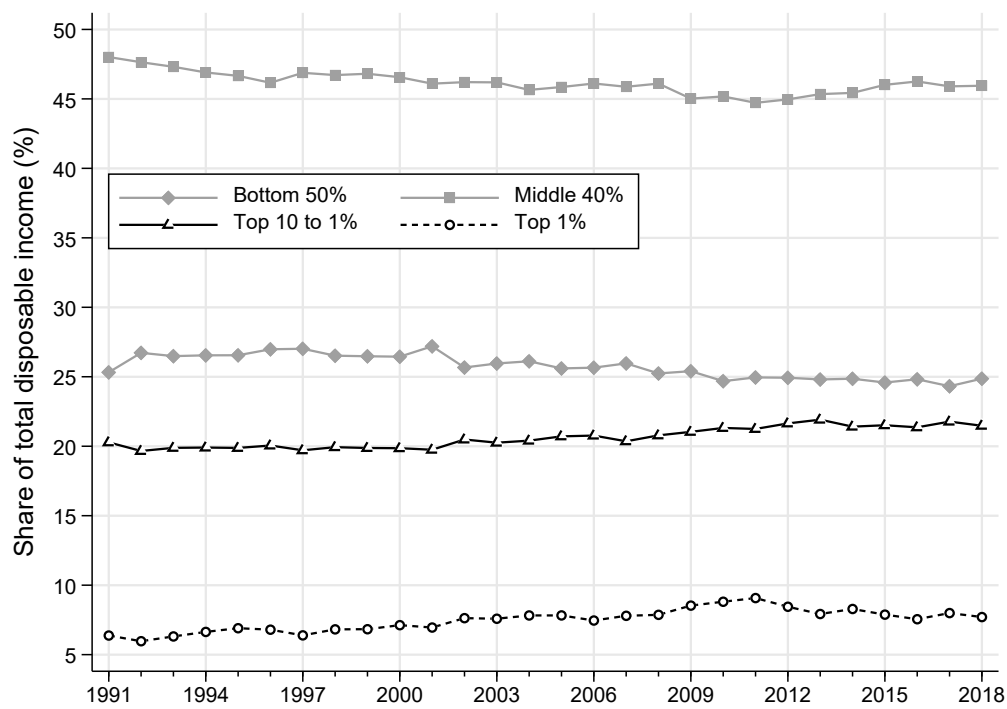 Share of total disposable income (%)
50
45
40
35
30
25
20
15
10
5
Bottom 50% Middle 40%
Top 10 to 1% Top 1%
1991 1994 1997 2000 2003 2006 2009 2012 2015 2018